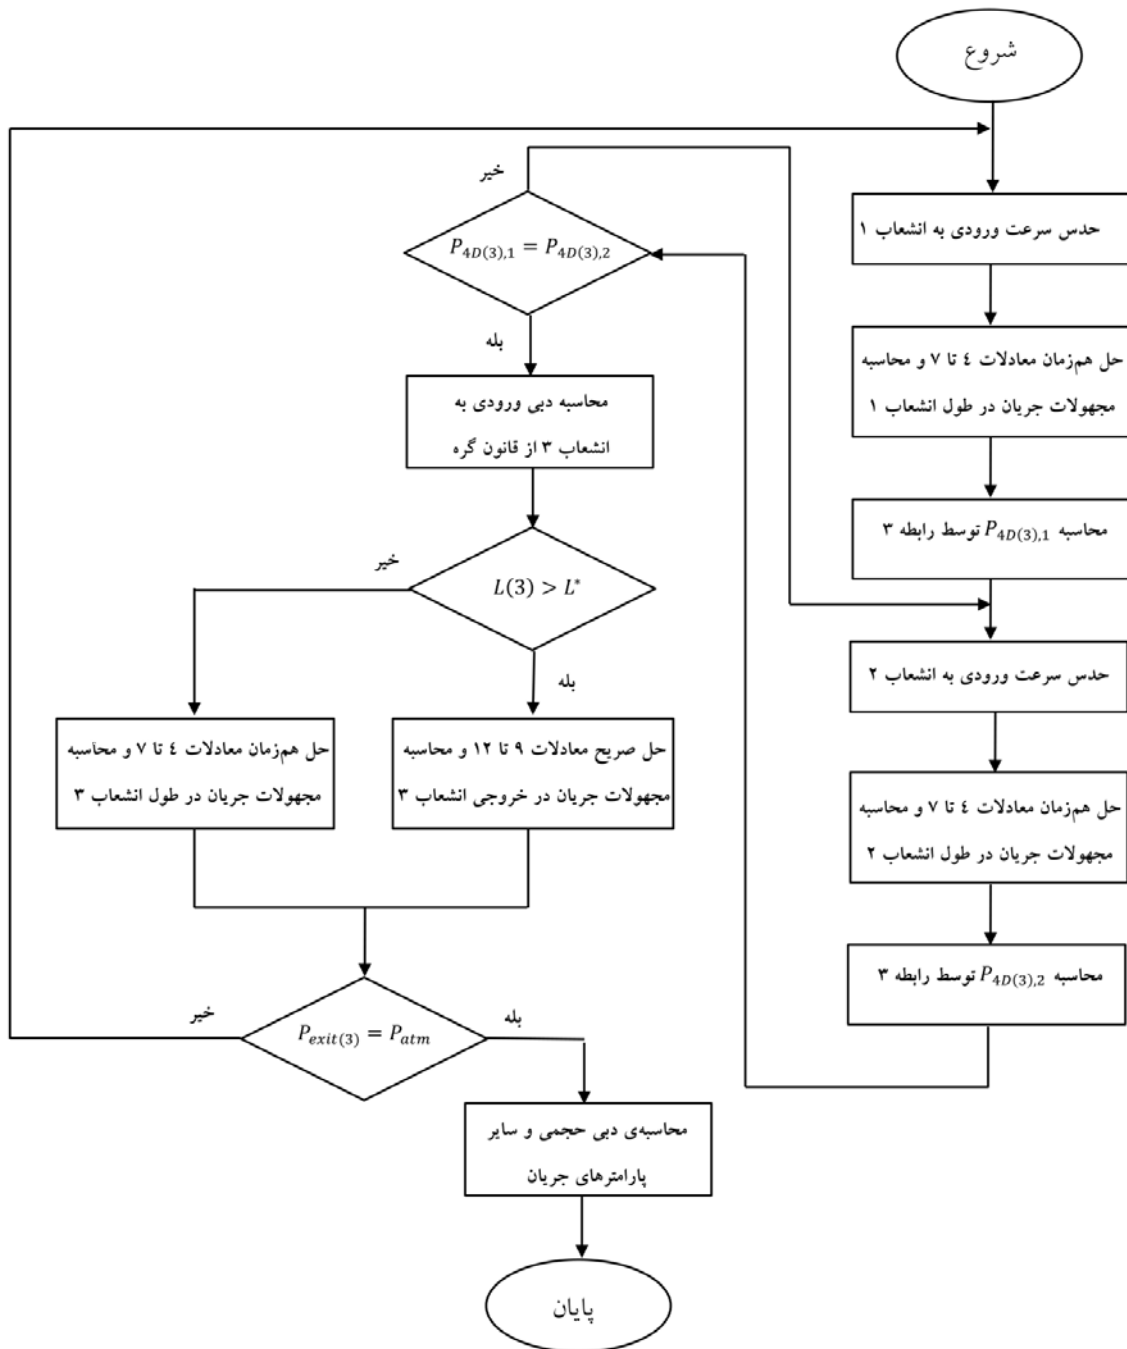 شروع
حدس سرعت ورودی به انشعاب ۱
حل هم‌زمان معادلات ٤ تا ۷ و محاسبه
مجهولات جریان در طول انشعاب ۱
محاسبه P_{4D(3),1} توسط رابطه ۳
حدس سرعت ورودی به انشعاب ۲
حل هم‌زمان معادلات ٤ تا ۷ و محاسبه
مجهولات جریان در طول انشعاب ۲
محاسبه P_{4D(3),2} توسط رابطه ۳
خیر
P_{4D(3),1} = P_{4D(3),2}
بله
محاسبه دبی ورودی به
انشعاب ۳ از قانون گره
خیر
L(3) > L*
بله
حل صریح معادلات ۹ تا ۱۲ و محاسبه
مجهولات جریان در خروجی انشعاب ۳
حل هم‌زمان معادلات ٤ تا ۷ و محاسبه
مجهولات جریان در طول انشعاب ۳
خیر
P_{exit(3)} = P_{atm}
بله
محاسبه‌ی دبی حجمی و سایر
پارامترهای جریان
پایان